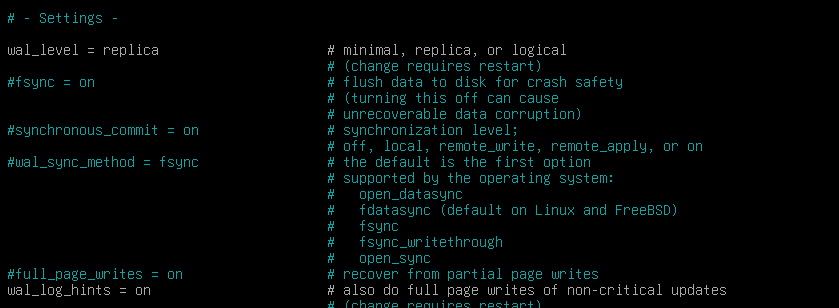 # - Settings -
wal_level = replica # minimal, replica, or logical
# (change requires restart)
#fsync = on # flush data to disk for crash safety
# (turning this off can cause
# unrecoverable data corruption)
#synchronous_commit = on # synchronization level;
# off, local, remote_write, remote_apply, or on
#wal_sync_method = fsync # the default is the first option
# supported by the operating system:
# open_datasync
# fdatasync (default on Linux and FreeBSD)
# fsync
# fsync_writethrough
# open_sync
#full_page_writes = on # recover from partial page writes
wal_log_hints = on # also do full page writes of non-critical updates
# (change requires restart)